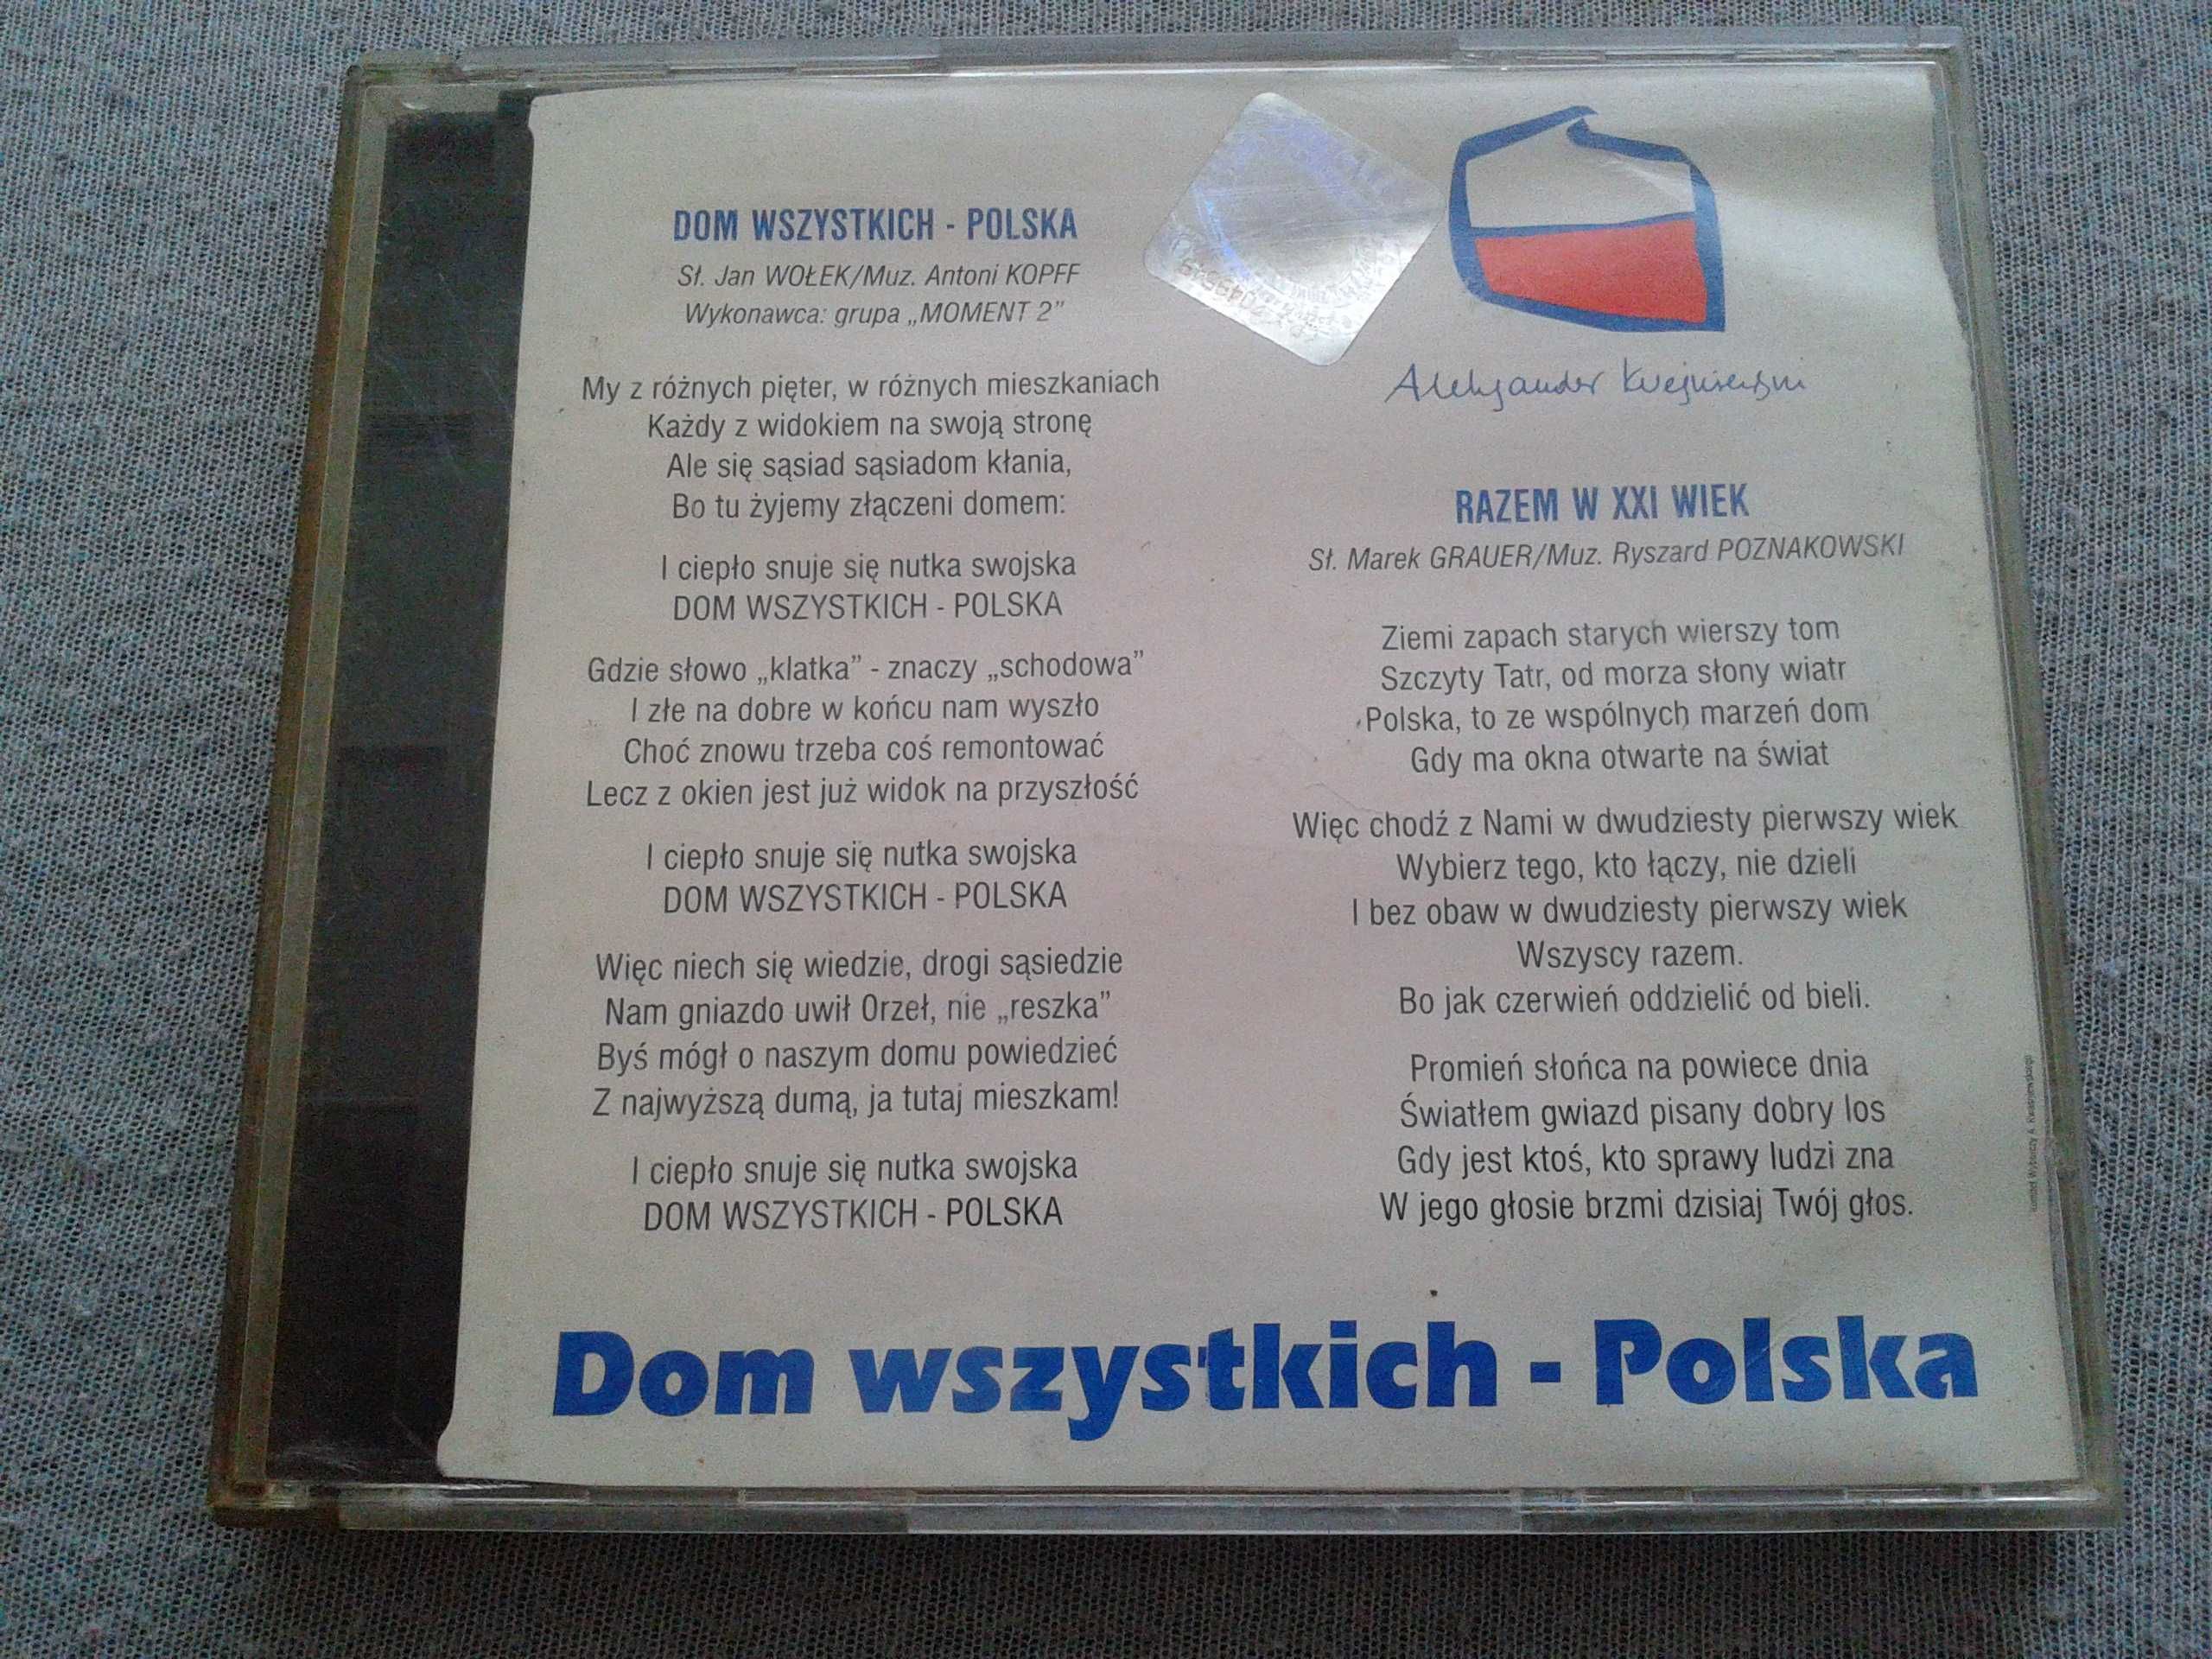 DOM WSZYSTKICH - POLSKA
Sł. Jan WOŁEK/Muz. Antoni KOPFF
Wykonawca: grupa „MOMENT 2”
My z różnych pięter, w różnych mieszkaniach
Każdy z widokiem na swoją stronę
Ale się sąsiad sąsiadom kłania,
Bo tu żyjemy złączeni domem:
I ciepło snuje się nutka swojska
DOM WSZYSTKICH - POLSKA
Gdzie słowo „klatka” - znaczy „schodowa”
I złe na dobre w końcu nam wyszło
Choć znowu trzeba coś remontować
Lecz z okien jest już widok na przyszłość
I ciepło snuje się nutka swojska
DOM WSZYSTKICH - POLSKA
Więc niech się wiedzie, drogi sąsiedzie
Nam gniazdo uwił Orzeł, nie „reszka”
Byś mógł o naszym domu powiedzieć
Z najwyższą dumą, ja tutaj mieszkam!
I ciepło snuje się nutka swojska
DOM WSZYSTKICH - POLSKA
Aleksander Kwaśniewski
RAZEM W XXI WIEK
Sł. Marek GRAUER/Muz. Ryszard POZNAKOWSKI
Ziemi zapach starych wierszy tom
Szczyty Tatr, od morza słony wiatr
Polska, to ze wspólnych marzeń dom
Gdy ma okna otwarte na świat
Więc chodź z Nami w dwudziesty pierwszy wiek
Wybierz tego, kto łączy, nie dzieli
I bez obaw w dwudziesty pierwszy wiek
Wszyscy razem.
Bo jak czerwień oddzielić od bieli.
Promień słońca na powiece dnia
Światłem gwiazd pisany dobry los
Gdy jest ktoś, kto sprawy ludzi zna
W jego głosie brzmi dzisiaj Twój głos.
Komitet Wyborczy A. Kwaśniewskiego
Dom wszystkich - Polska